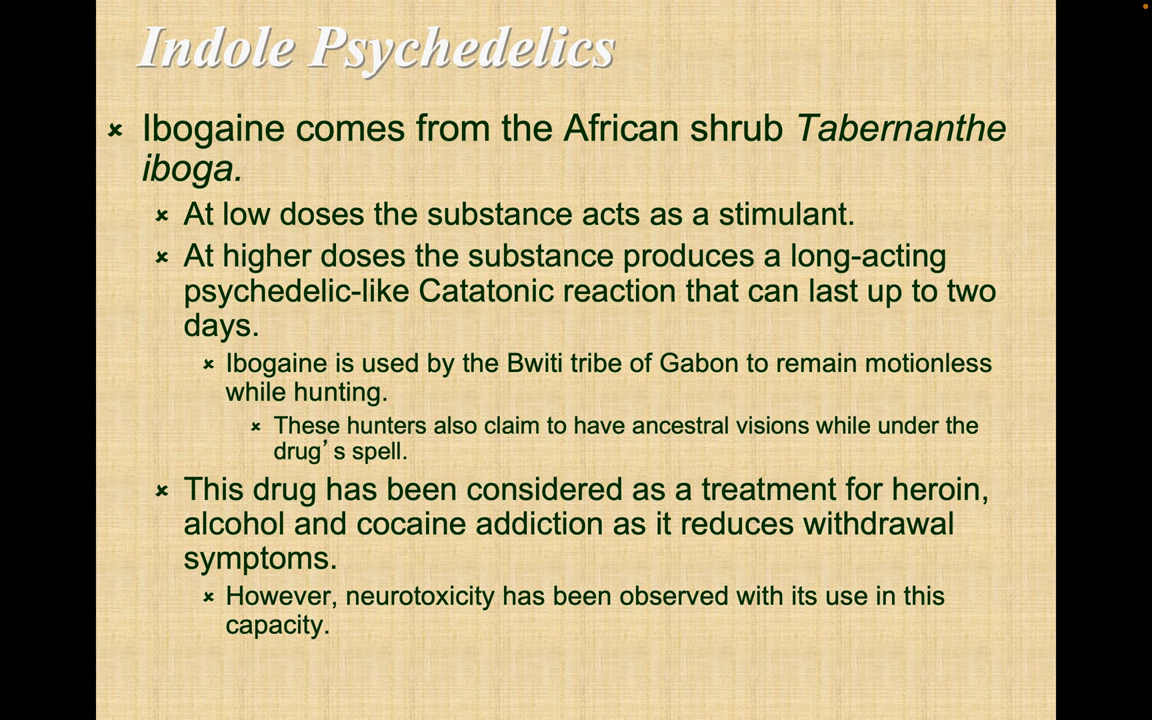 Indole Psychedelics
Ibogaine comes from the African shrub Tabernanthe
iboga.
At low doses the substance acts as a stimulant.
At higher doses the substance produces a long-acting
psychedelic-like Catatonic reaction that can last up to two
days.
Ibogaine is used by the Bwiti tribe of Gabon to remain motionless
while hunting.
These hunters also claim to have ancestral visions while under the
drug’s spell.
This drug has been considered as a treatment for heroin,
alcohol and cocaine addiction as it reduces withdrawal
symptoms.
However, neurotoxicity has been observed with its use in this
capacity.